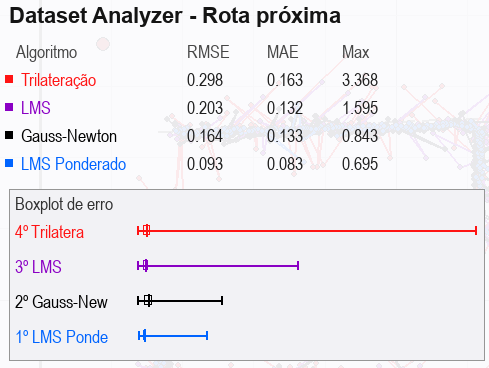 Dataset Analyzer - Rota próxima
Algoritmo RMSE MAE Max
Trilateração 0.298 0.163 3.368
LMS 0.203 0.132 1.595
Gauss-Newton 0.164 0.133 0.843
LMS Ponderado 0.093 0.083 0.695
Boxplot de erro
4º Trilatera
3º LMS
2º Gauss-New
1º LMS Ponde